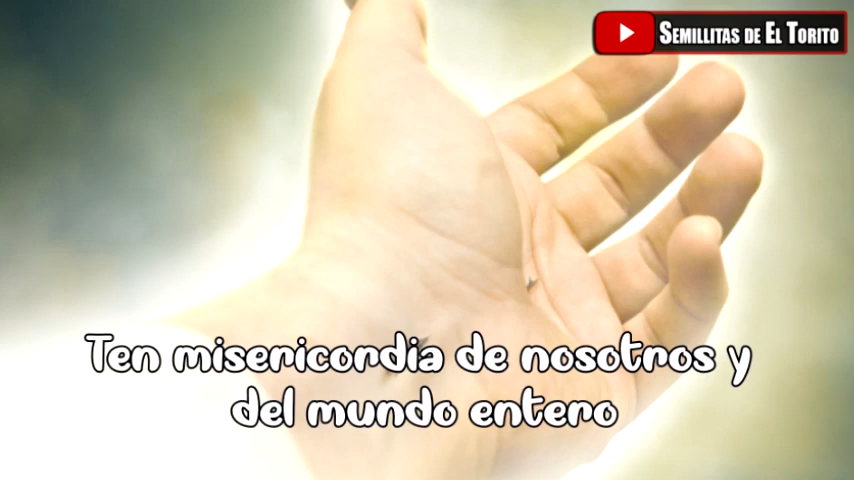 SEMILLITAS DE EL TORITO
Ten misericordia de nosotros y
del mundo entero